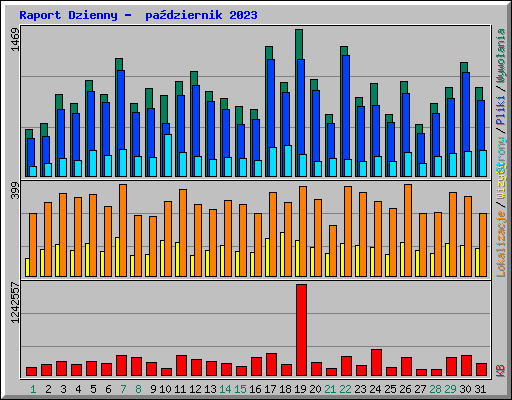 Raport Dzienny -  październik 2023
1469
399
1242557
Wizyty/Strony/Pliki/Wywołania
Lokalizacje
KB
1 2 3 4 5 6 7 8 9 10 11 12 13 14 15 16 17 18 19 20 21 22 23 24 25 26 27 28 29 30 31